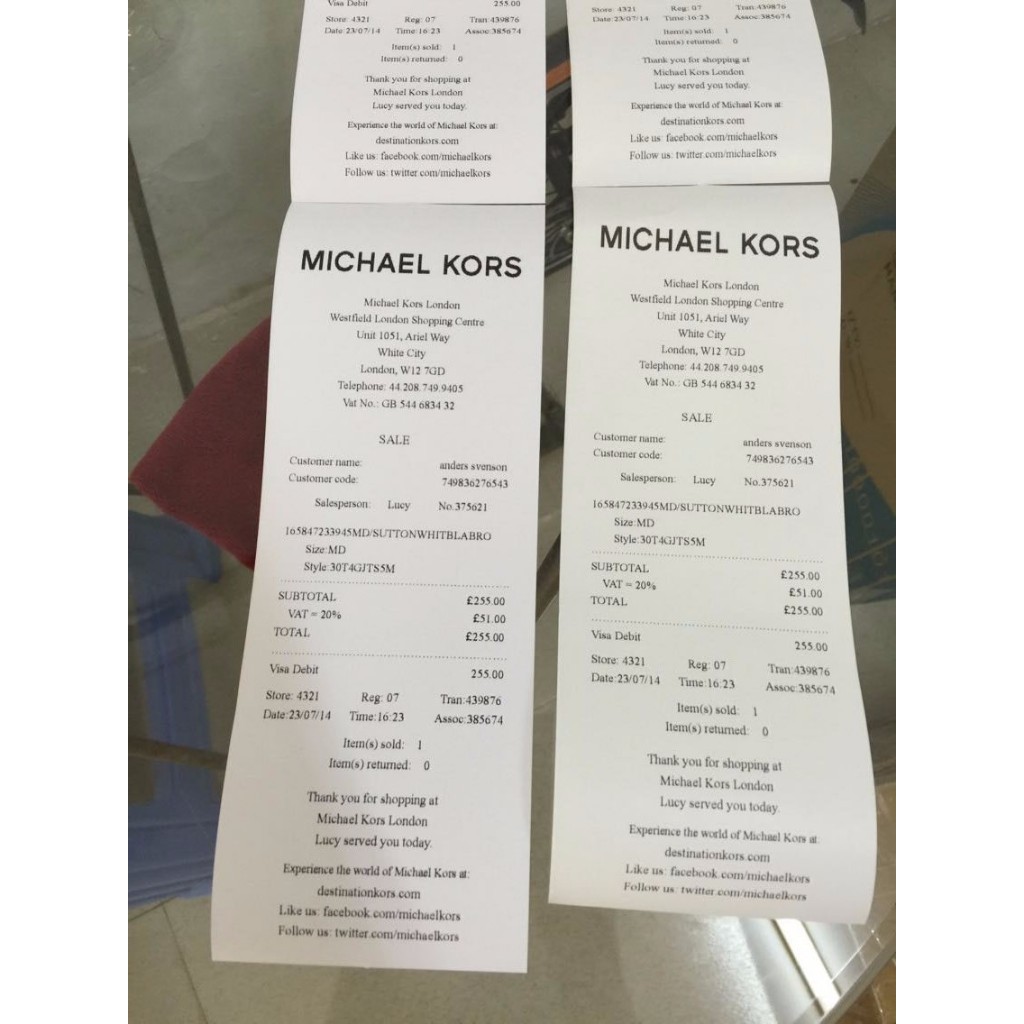 Visa Debit 255.00
Store: 4321 Reg: 07 Tran:439876
Date:23/07/14 Time:16:23 Assoc:385674
Item(s) sold: 1
Item(s) returned: 0
Thank you for shopping at
Michael Kors London
Lucy served you today.
Experience the world of Michael Kors at:
destinationkors.com
Like us: facebook.com/michaelkors
Follow us: twitter.com/michaelkors
MICHAEL KORS
Michael Kors London
Westfield London Shopping Centre
Unit 1051, Ariel Way
White City
London, W12 7GD
Telephone: 44.208.749.9405
Vat No.: GB 544 6834 32
SALE
Customer name: anders svenson
Customer code: 749836276543
Salesperson: Lucy No.375621
165847233945MD/SUTTONWHITBLABRO
Size:MD
Style:30T4GJTS5M
SUBTOTAL £255.00
VAT = 20% £51.00
TOTAL £255.00
Visa Debit 255.00
Store: 4321 Reg: 07 Tran:439876
Date:23/07/14 Time:16:23 Assoc:385674
Item(s) sold: 1
Item(s) returned: 0
Thank you for shopping at
Michael Kors London
Lucy served you today.
Experience the world of Michael Kors at:
destinationkors.com
Like us: facebook.com/michaelkors
Follow us: twitter.com/michaelkors
Store: 4321 Reg: 07 Tran:439876
Date:23/07/14 Time:16:23 Assoc:385674
Item(s) sold: 1
Item(s) returned: 0
Thank you for shopping at
Michael Kors London
Lucy served you today.
Experience the world of Michael Kors at:
destinationkors.com
Like us: facebook.com/michaelkors
Follow us: twitter.com/michaelkors
MICHAEL KORS
Michael Kors London
Westfield London Shopping Centre
Unit 1051, Ariel Way
White City
London, W12 7GD
Telephone: 44.208.749.9405
Vat No.: GB 544 6834 32
SALE
Customer name: anders svenson
Customer code: 749836276543
Salesperson: Lucy No.375621
165847233945MD/SUTTONWHITBLABRO
Size:MD
Style:30T4GJTS5M
SUBTOTAL £255.00
VAT = 20% £51.00
TOTAL £255.00
Visa Debit 255.00
Store: 4321 Reg: 07 Tran:439876
Date:23/07/14 Time:16:23 Assoc:385674
Item(s) sold: 1
Item(s) returned: 0
Thank you for shopping at
Michael Kors London
Lucy served you today.
Experience the world of Michael Kors at:
destinationkors.com
Like us: facebook.com/michaelkors
Follow us: twitter.com/michaelkors